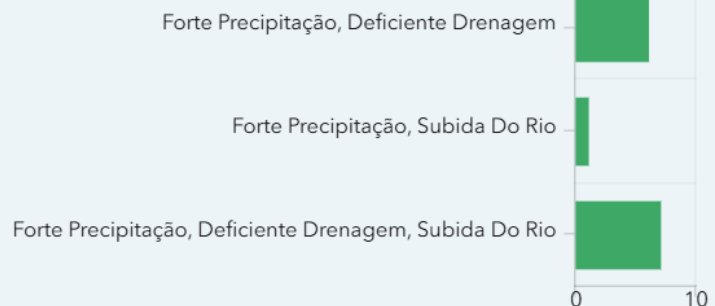 Forte Precipitação, Deficiente Drenagem
Forte Precipitação, Subida Do Rio
Forte Precipitação, Deficiente Drenagem, Subida Do Rio
0 10